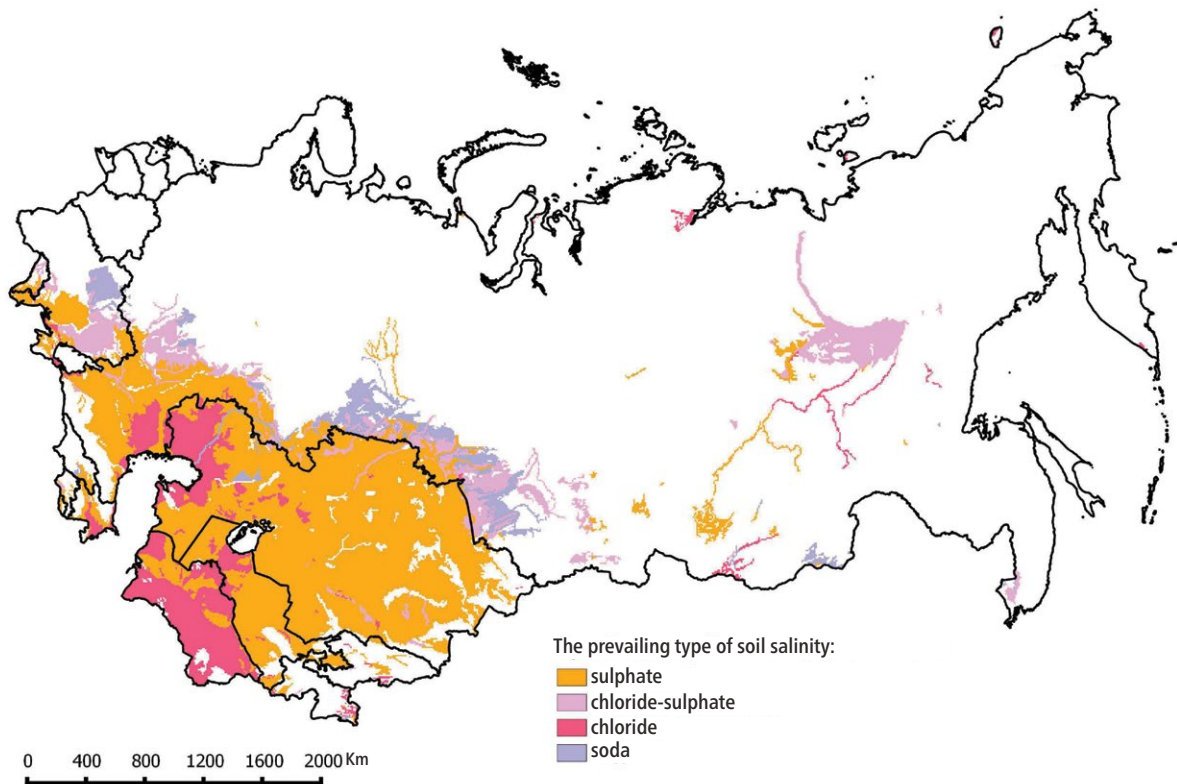 The prevailing type of soil salinity:
sulphate
chloride-sulphate
chloride
soda
0 400 800 1200 1600 2000 Km